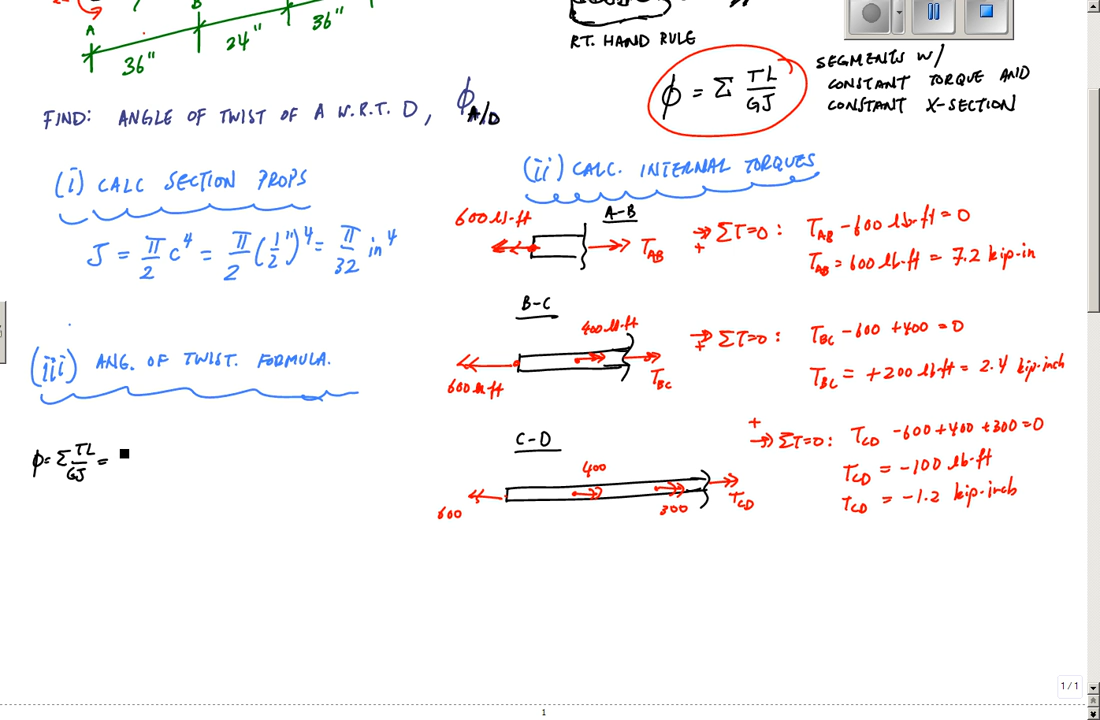 A
B
36"
24"
36"
RT. HAND RULE
FIND: ANGLE OF TWIST OF A W.R.T. D, ϕA/D
ϕ = Σ TL/GJ
SEGMENTS W/
CONSTANT TORQUE AND
CONSTANT X-SECTION
(i) CALC SECTION PROPS
J = π/2 c⁴ = π/2 (1/2")⁴ = π/32 in⁴
(ii) CALC. INTERNAL TORQUES
600 lb-ft
A-B
TAB
+ ΣT=0: TAB - 600 lb-ft = 0
TAB = 600 lb-ft = 7.2 kip-in
B-C
400 lb-ft
600 lb-ft
TBC
+ ΣT=0: TBC - 600 + 400 = 0
TBC = +200 lb-ft = 2.4 kip-inch
C-D
400
600
300
TCD
+ ΣT=0: TCD - 600 + 400 + 300 = 0
TCD = -100 lb-ft
TCD = -1.2 kip-inch
(iii) ANG. OF TWIST. FORMULA.
ϕ = Σ TL/GJ =
1/1
1